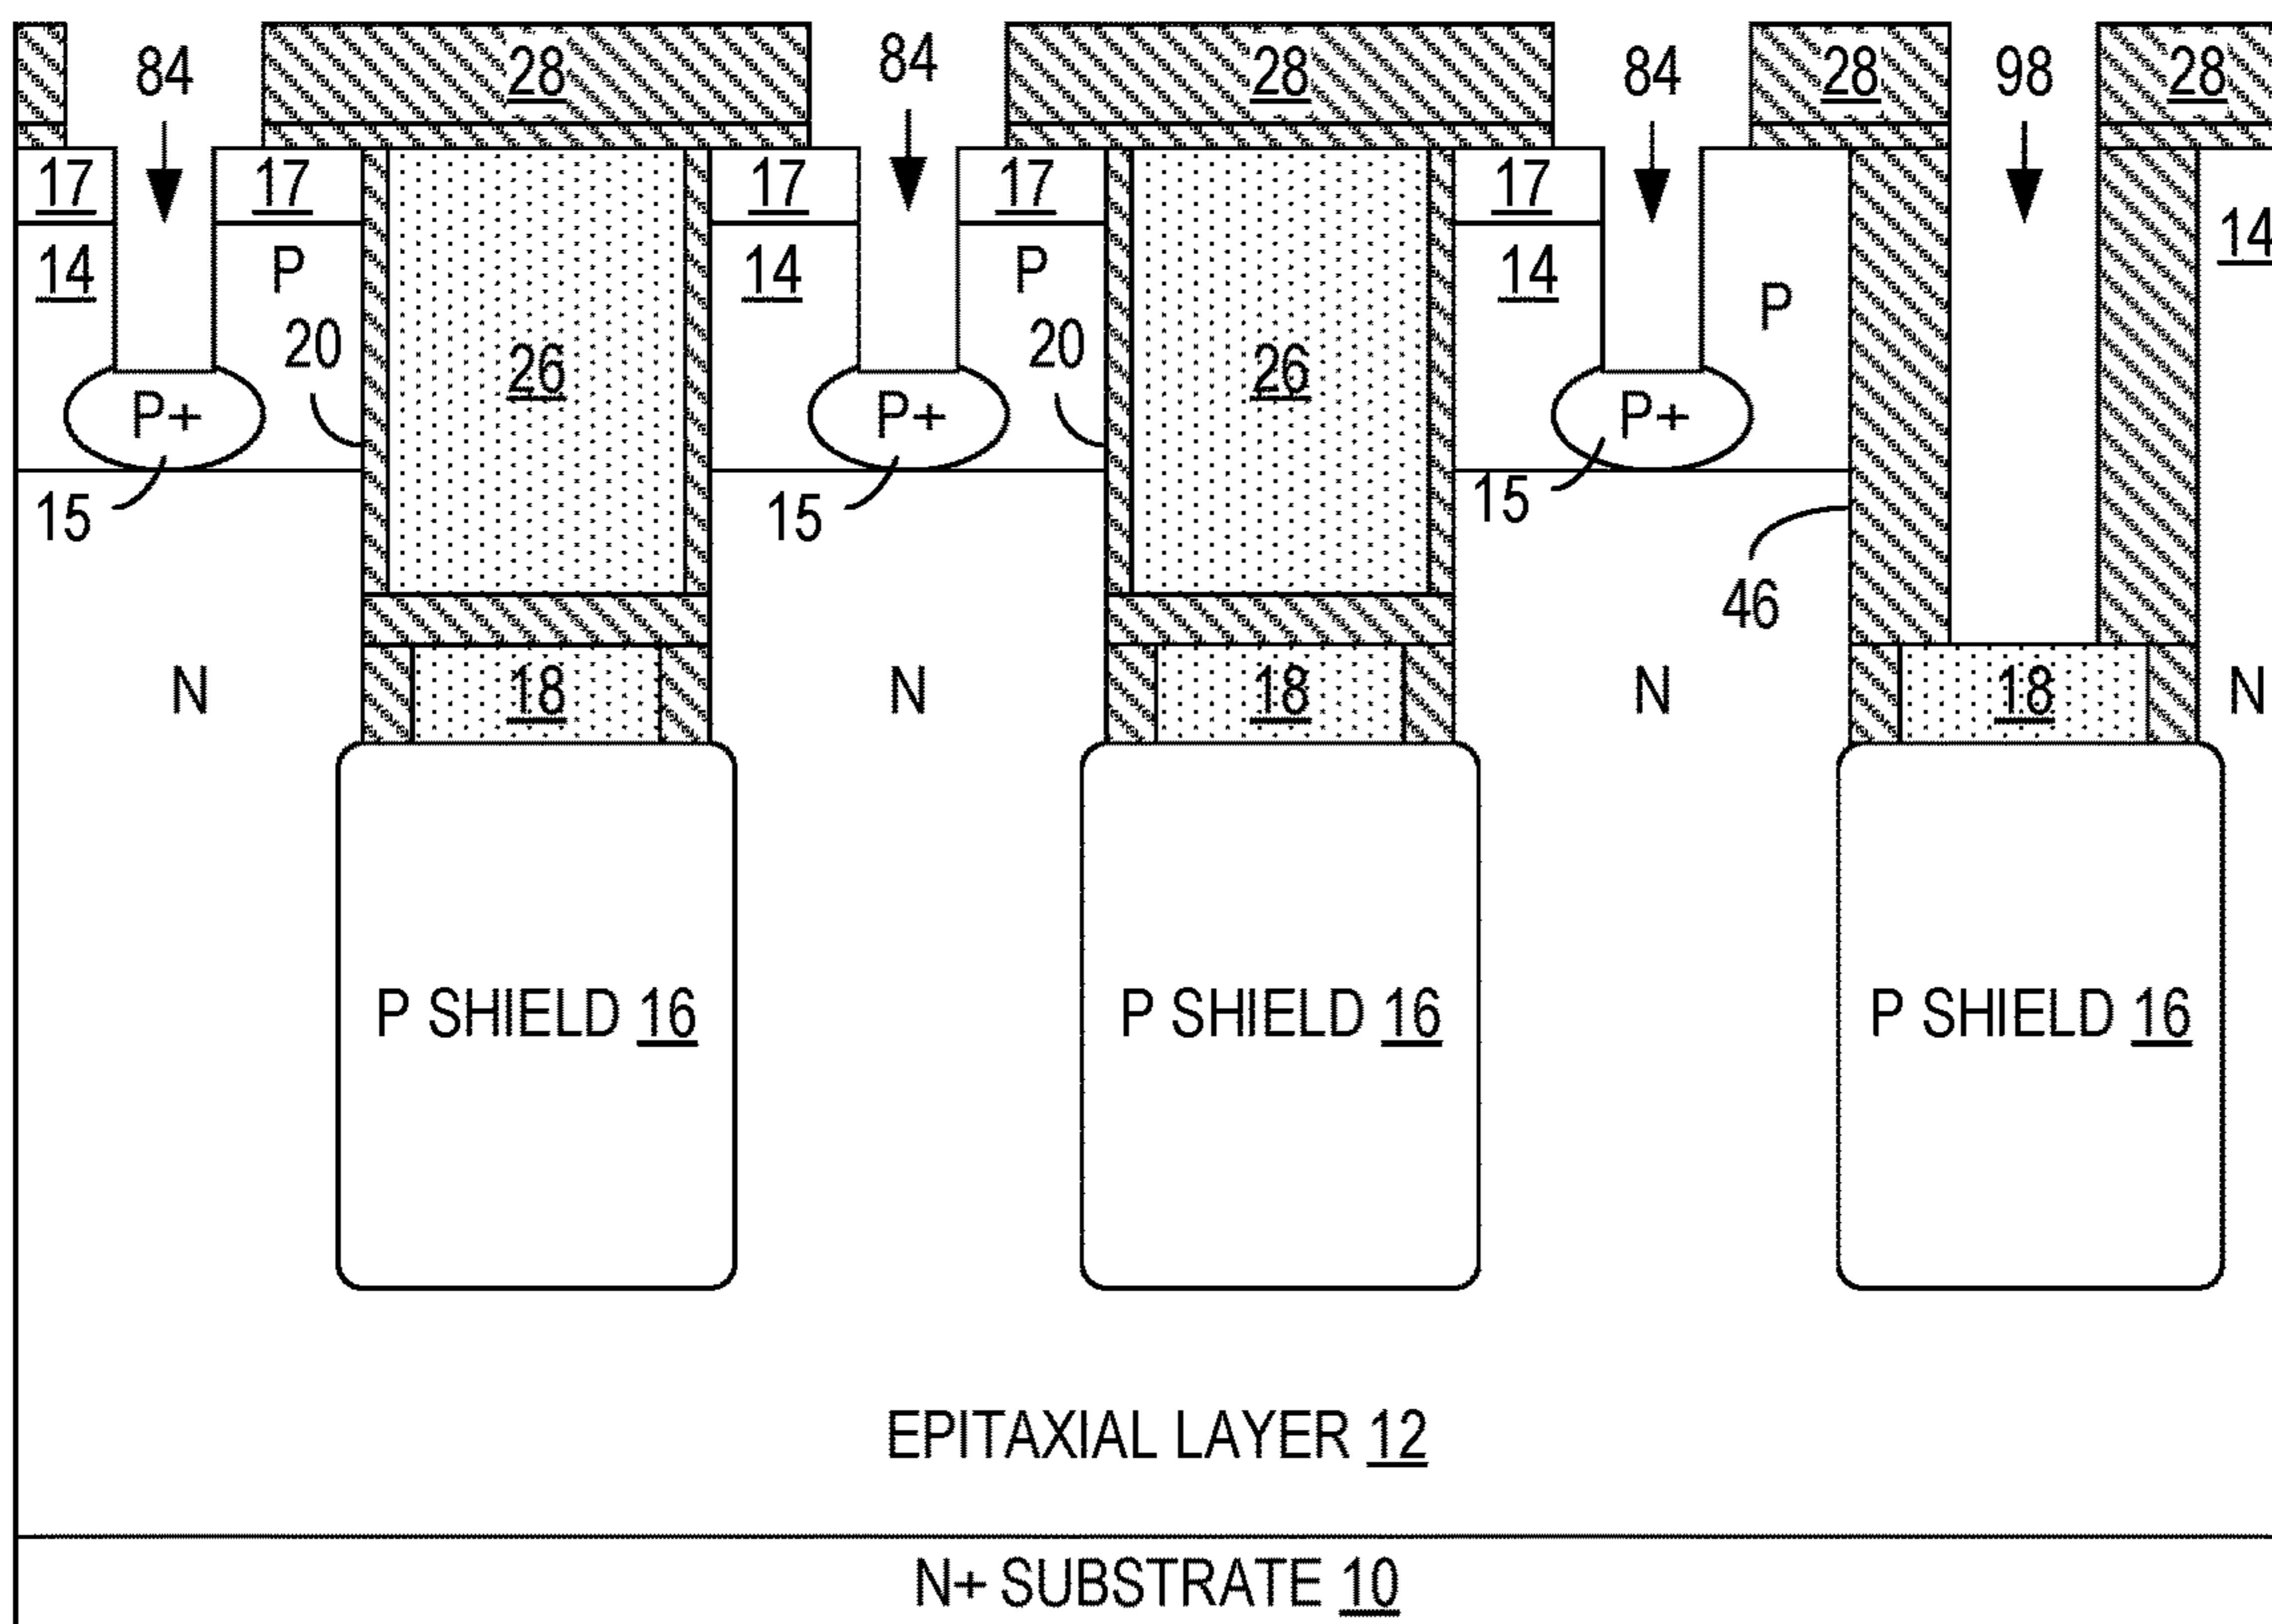 84 28 84 28 84 28 98 28
17 17 17 17 17
14 P 14 P 14 P 14
20 26 20 26
P+ P+ P+
15 15 15
46
N 18 N 18 N 18 N
P SHIELD 16 P SHIELD 16 P SHIELD 16
EPITAXIAL LAYER 12
N+ SUBSTRATE 10